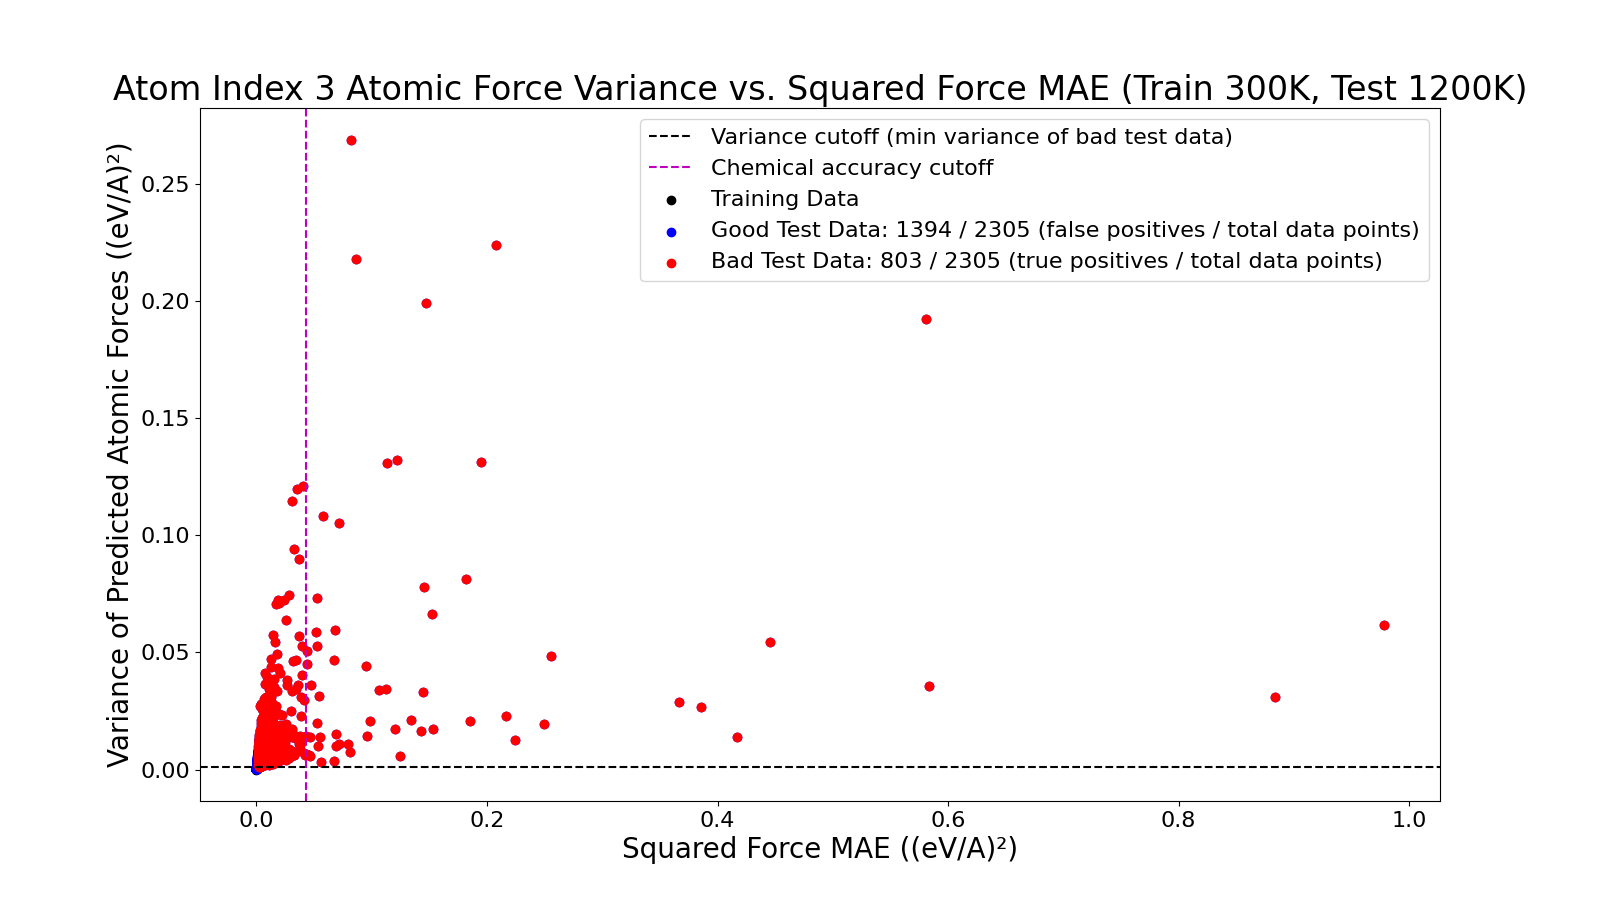 Atom Index 3 Atomic Force Variance vs. Squared Force MAE (Train 300K, Test 1200K)
Variance cutoff (min variance of bad test data)
Chemical accuracy cutoff
Training Data
Good Test Data: 1394 / 2305 (false positives / total data points)
Bad Test Data: 803 / 2305 (true positives / total data points)
Variance of Predicted Atomic Forces ((eV/A)²)
0.25
0.20
0.15
0.10
0.05
0.00
0.0 0.2 0.4 0.6 0.8 1.0
Squared Force MAE ((eV/A)²)